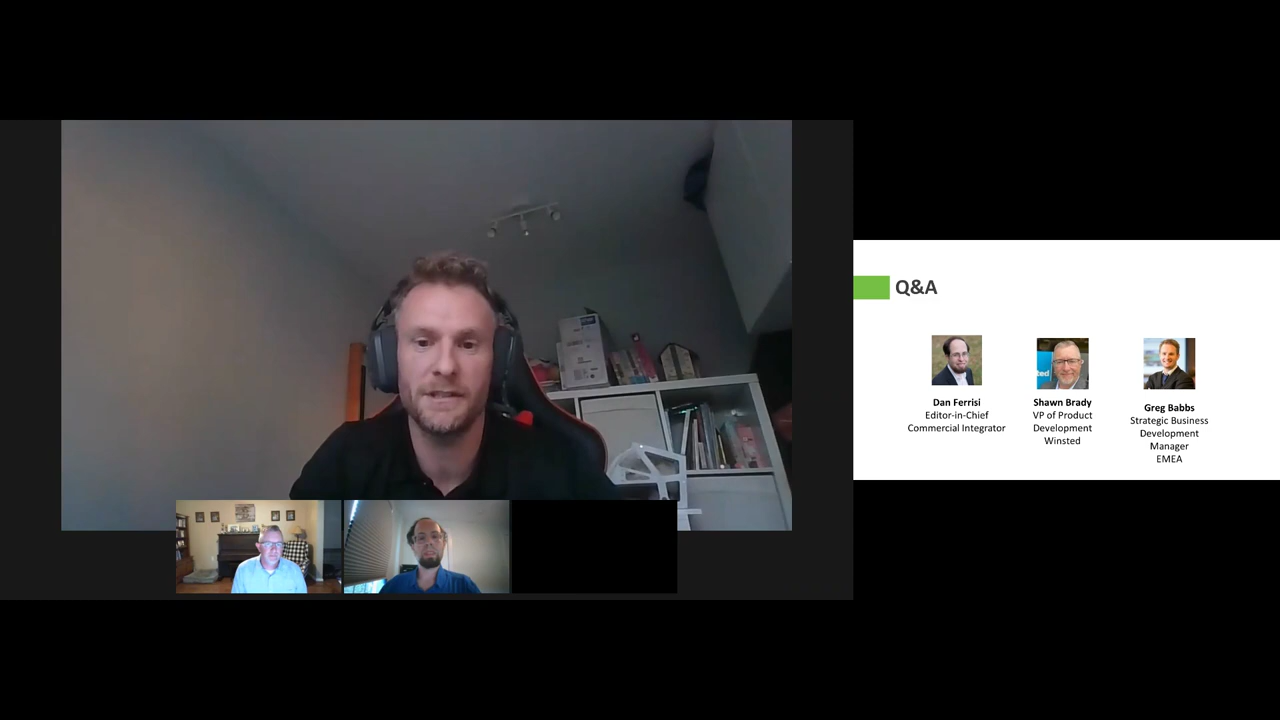 Q&A
ted
Dan Ferrisi
Editor-in-Chief
Commercial Integrator
Shawn Brady
VP of Product
Development
Winsted
Greg Babbs
Strategic Business
Development
Manager
EMEA